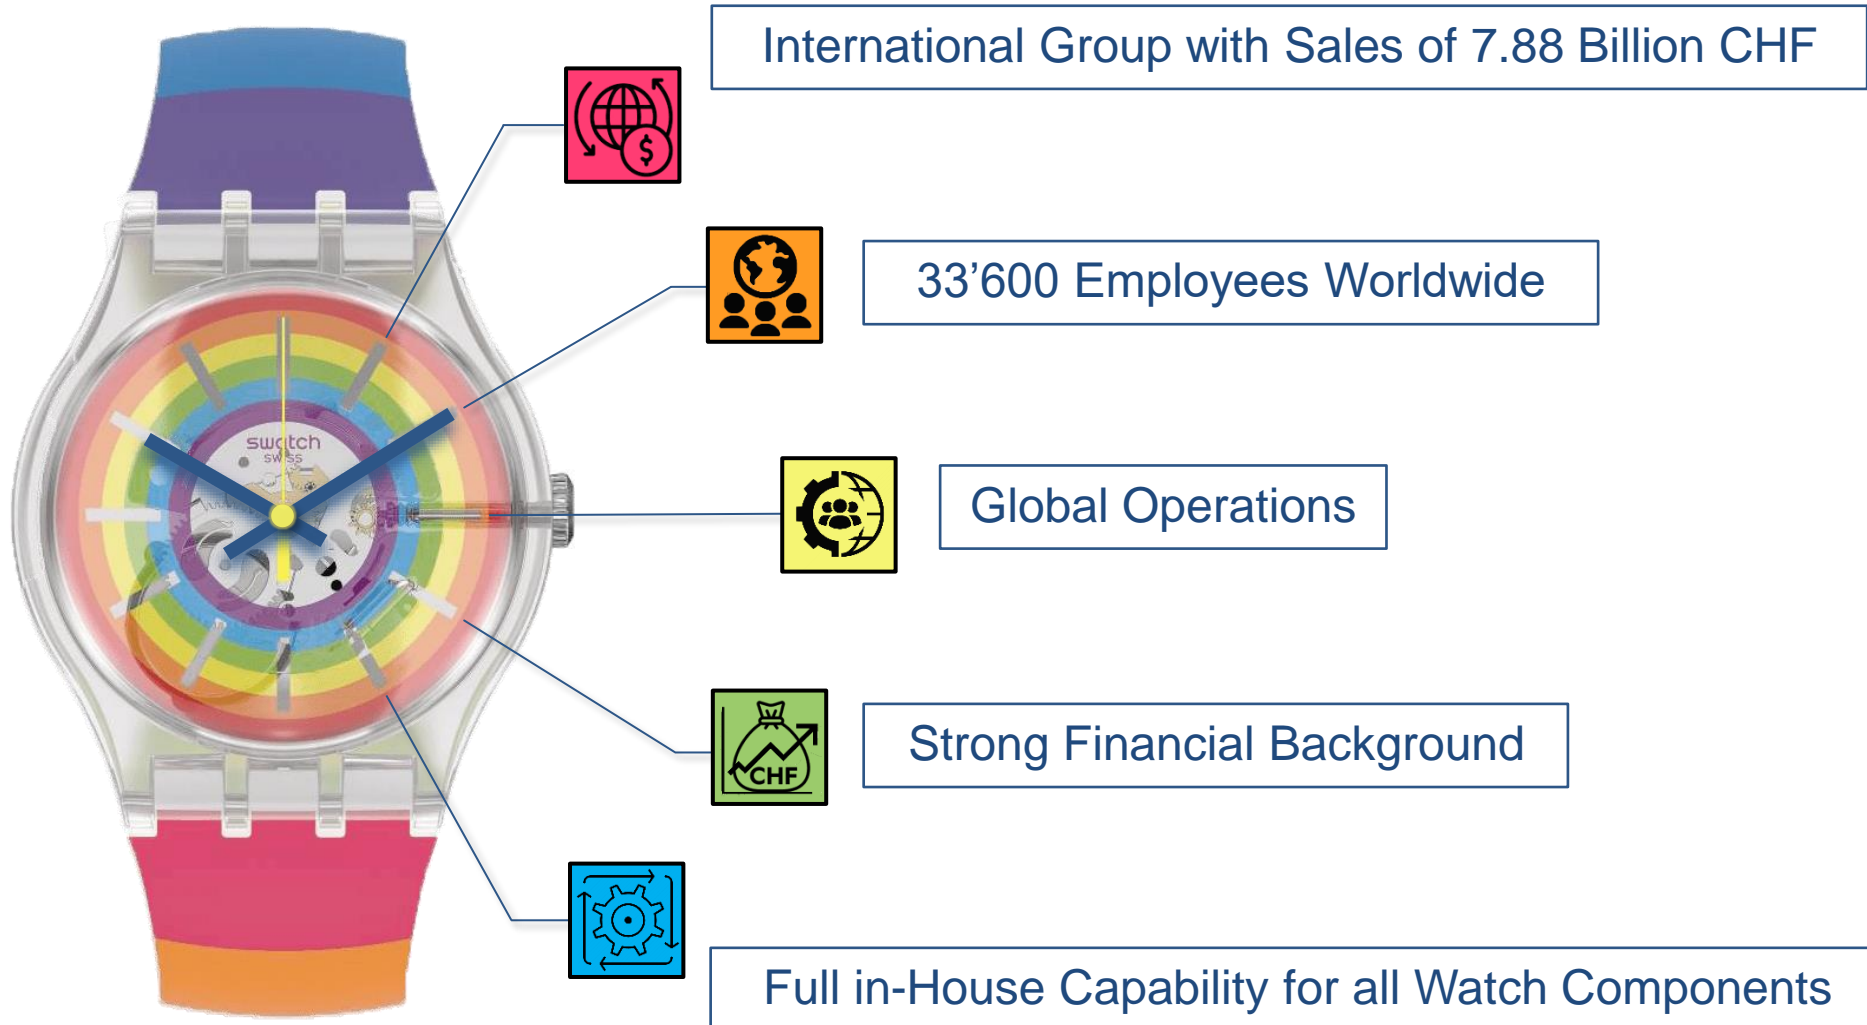 International Group with Sales of 7.88 Billion CHF
$
33’600 Employees Worldwide
swatch
swiss
Global Operations
Strong Financial Background
CHF
Full in-House Capability for all Watch Components